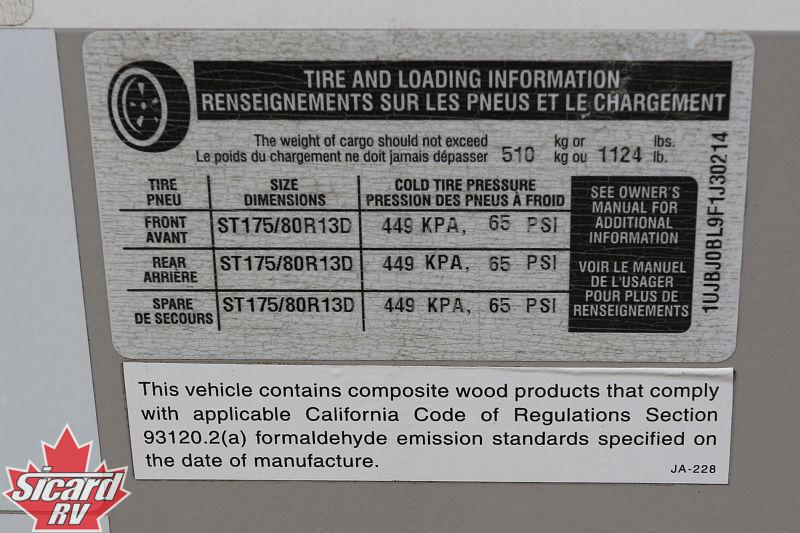 TIRE AND LOADING INFORMATION
RENSEIGNEMENTS SUR LES PNEUS ET LE CHARGEMENT
The weight of cargo should not exceed kg or lbs.
Le poids du chargement ne doit jamais dépasser 510 kg ou 1124 lb.
TIRE SIZE COLD TIRE PRESSURE
PNEU DIMENSIONS PRESSION DES PNEUS À FROID
FRONT
AVANT ST175/80R13D 449 KPA, 65 PSI
REAR
ARRIÈRE ST175/80R13D 449 KPA, 65 PSI
SPARE
DE SECOURS ST175/80R13D 449 KPA, 65 PSI
SEE OWNER'S
MANUAL FOR
ADDITIONAL
INFORMATION
VOIR LE MANUEL
DE L'USAGER
POUR PLUS DE
RENSEIGNEMENTS
1UJBJ0BL9F1J30214
This vehicle contains composite wood products that comply
with applicable California Code of Regulations Section
93120.2(a) formaldehyde emission standards specified on
the date of manufacture.
JA-228
Sicard
RV